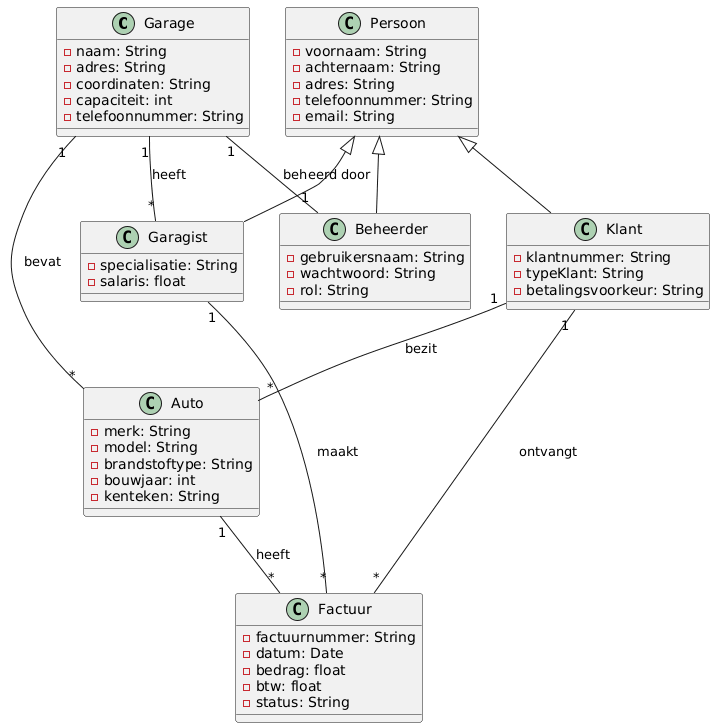 C Garage
naam: String
adres: String
coordinaten: String
capaciteit: int
telefoonnummer: String
C Persoon
voornaam: String
achternaam: String
adres: String
telefoonnummer: String
email: String
1
1
1
heeft
beheerd door
*
1
C Garagist
specialisatie: String
salaris: float
C Beheerder
gebruikersnaam: String
wachtwoord: String
rol: String
C Klant
klantnummer: String
typeKlant: String
betalingsvoorkeur: String
bevat
1
1
1
bezit
*
*
C Auto
merk: String
model: String
brandstoftype: String
bouwjaar: int
kenteken: String
maakt
ontvangt
1
heeft
*
*
*
C Factuur
factuurnummer: String
datum: Date
bedrag: float
btw: float
status: String